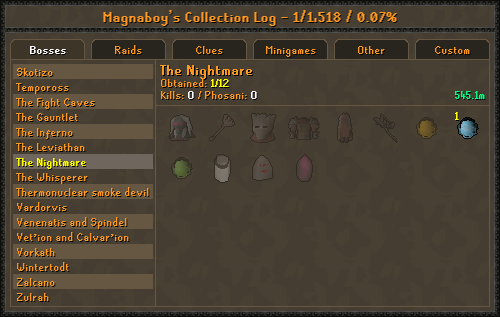 Magnaboy's Collection Log - 1/1,518 / 0.07%
Bosses Raids Clues Minigames Other Custom
Skotizo
Tempoross
The Fight Caves
The Gauntlet
The Inferno
The Leviathan
The Nightmare
The Whisperer
Thermonuclear smoke devil
Vardorvis
Venenatis and Spindel
Vet'ion and Calvar'ion
Vorkath
Wintertodt
Zalcano
Zulrah
The Nightmare
Obtained: 1/12
Kills: 0 / Phosani: 0 545.1m
1